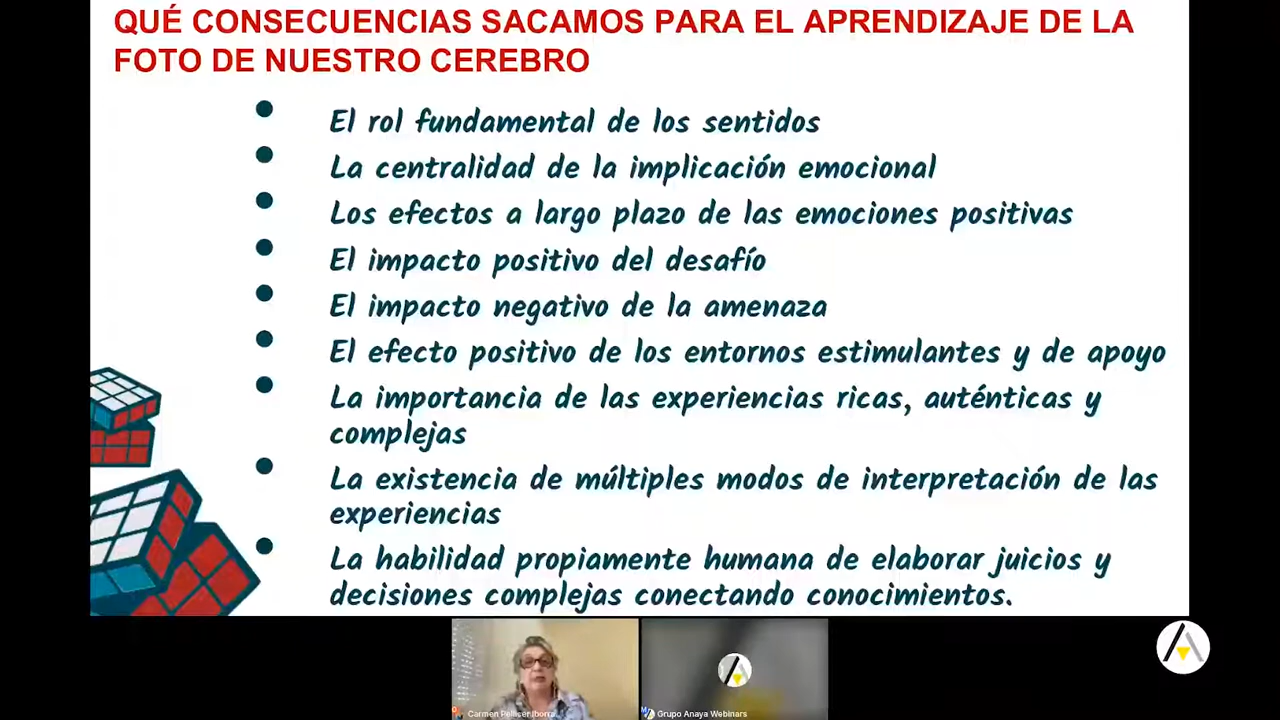 QUÉ CONSECUENCIAS SACAMOS PARA EL APRENDIZAJE DE LA
FOTO DE NUESTRO CEREBRO
• El rol fundamental de los sentidos
• La centralidad de la implicación emocional
• Los efectos a largo plazo de las emociones positivas
• El impacto positivo del desafío
• El impacto negativo de la amenaza
• El efecto positivo de los entornos estimulantes y de apoyo
• La importancia de las experiencias ricas, auténticas y
complejas
• La existencia de múltiples modos de interpretación de las
experiencias
• La habilidad propiamente humana de elaborar juicios y
decisiones complejas conectando conocimientos.
Carmen Pellicer Iborra...
Grupo Anaya Webinars